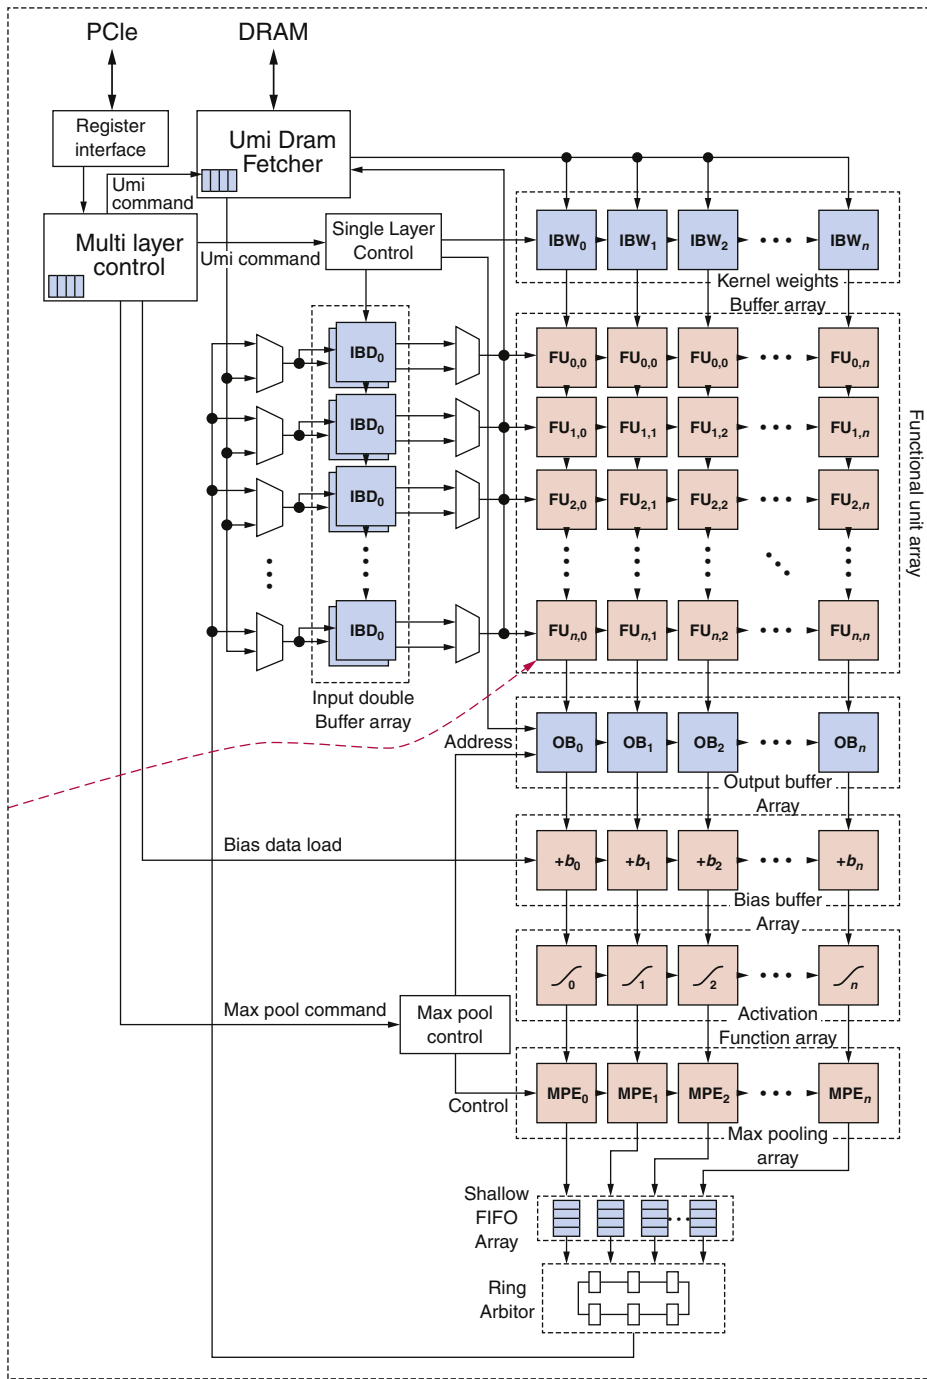 PCIe
DRAM
Register
interface
Umi Dram
Fetcher
Umi
command
Multi layer
control
Umi command
Single Layer
Control
IBW0 IBW1 IBW2 ••• IBWn
Kernel weights
Buffer array
IBD0
FU0,0 FU0,0 FU0,0 ••• FU0,n
IBD0
FU1,0 FU1,1 FU1,2 ••• FU1,n
IBD0
FU2,0 FU2,1 FU2,2 ••• FU2,n
IBD0
FUn,0 FUn,1 FUn,2 ••• FUn,n
Functional unit array
Input double
Buffer array
Address
OB0 OB1 OB2 ••• OBn
Output buffer
Array
Bias data load
+b0 +b1 +b2 ••• +bn
Bias buffer
Array
0 1 2 ••• n
Activation
Function array
Max pool command
Max pool
control
Control
MPE0 MPE1 MPE2 ••• MPEn
Max pooling
array
Shallow
FIFO
Array
Ring
Arbitor